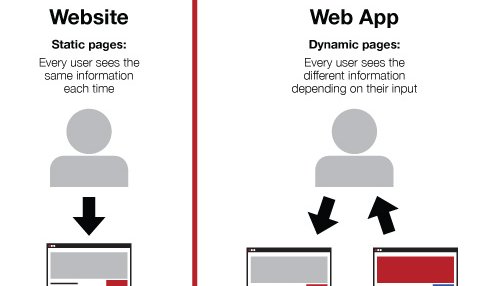 Website
Static pages:
Every user sees the
same information
each time
Web App
Dynamic pages:
Every user sees the
different information
depending on their input